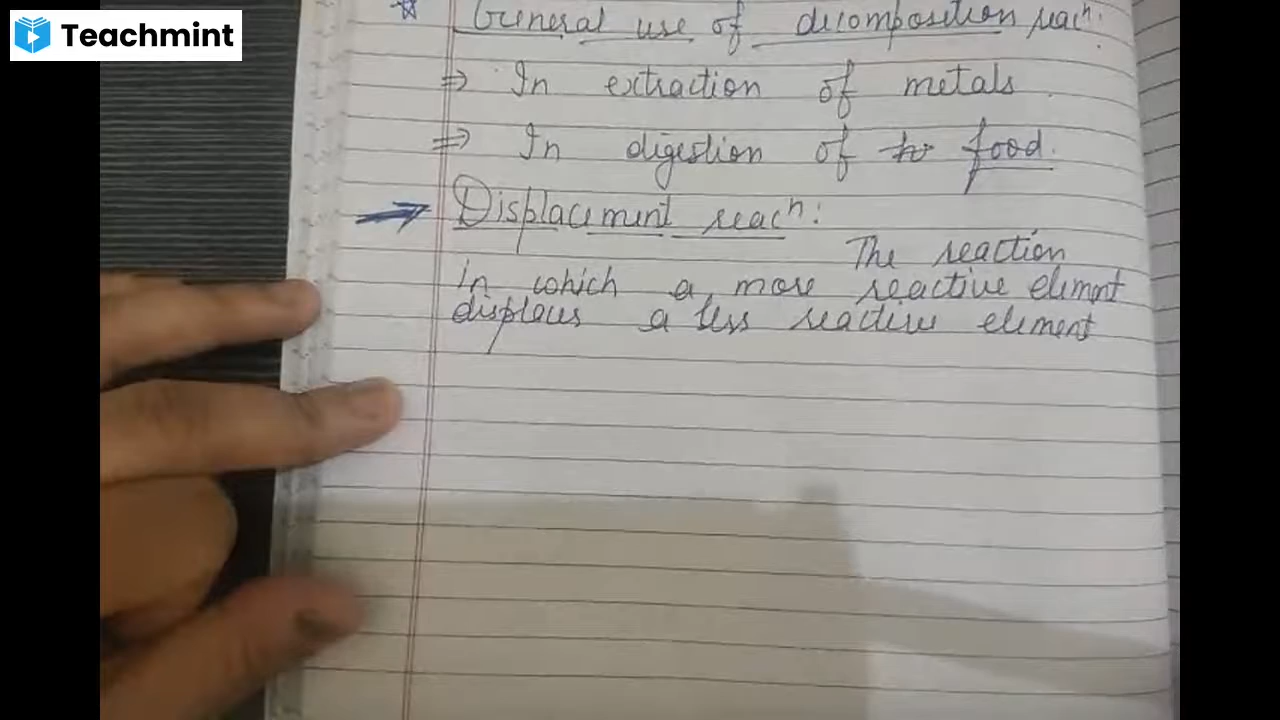 Teachmint
☆ General use of decomposition reacⁿ.
⇒ In extraction of metals.
⇒ In digestion of food.
→ Displacement reacⁿ:
The reaction
in which a more reactive element
displaces a less reactive element